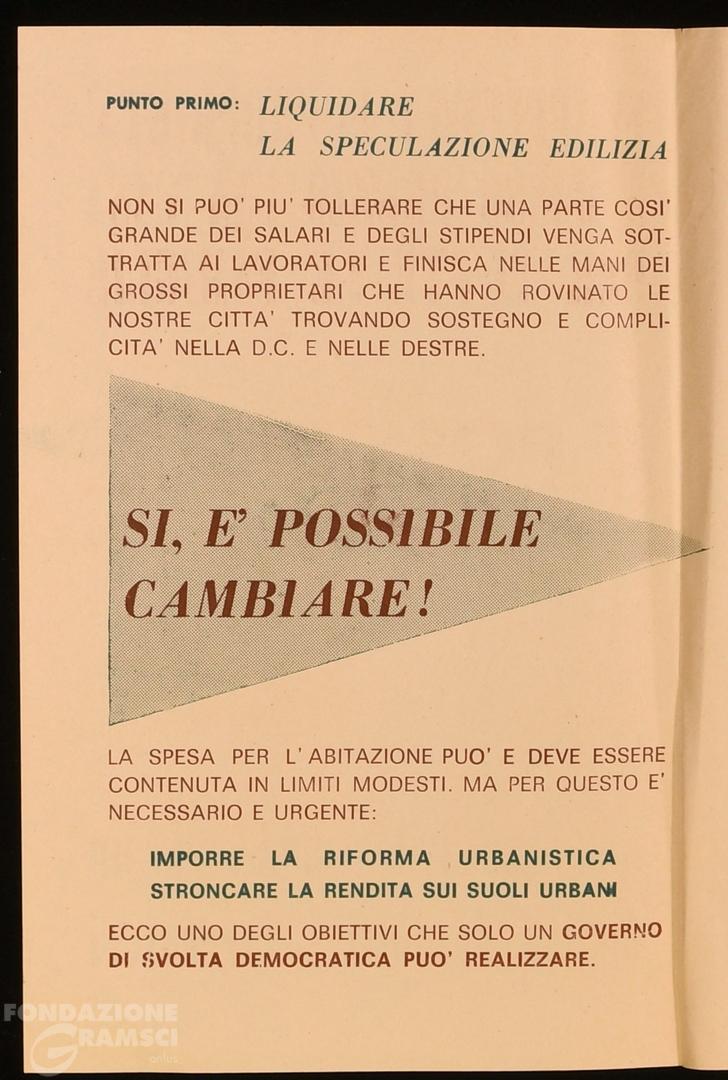 PUNTO PRIMO: LIQUIDARE
LA SPECULAZIONE EDILIZIA
NON SI PUO' PIU' TOLLERARE CHE UNA PARTE COSI'
GRANDE DEI SALARI E DEGLI STIPENDI VENGA SOT-
TRATTA AI LAVORATORI E FINISCA NELLE MANI DEI
GROSSI PROPRIETARI CHE HANNO ROVINATO LE
NOSTRE CITTA' TROVANDO SOSTEGNO E COMPLI-
CITA' NELLA D.C. E NELLE DESTRE.
SI, E' POSSIBILE
CAMBIARE!
LA SPESA PER L'ABITAZIONE PUO' E DEVE ESSERE
CONTENUTA IN LIMITI MODESTI. MA PER QUESTO E'
NECESSARIO E URGENTE:
IMPORRE LA RIFORMA URBANISTICA
STRONCARE LA RENDITA SUI SUOLI URBANI
ECCO UNO DEGLI OBIETTIVI CHE SOLO UN GOVERNO
DI SVOLTA DEMOCRATICA PUO' REALIZZARE.
FONDAZIONE
GRAMSCI
onlus